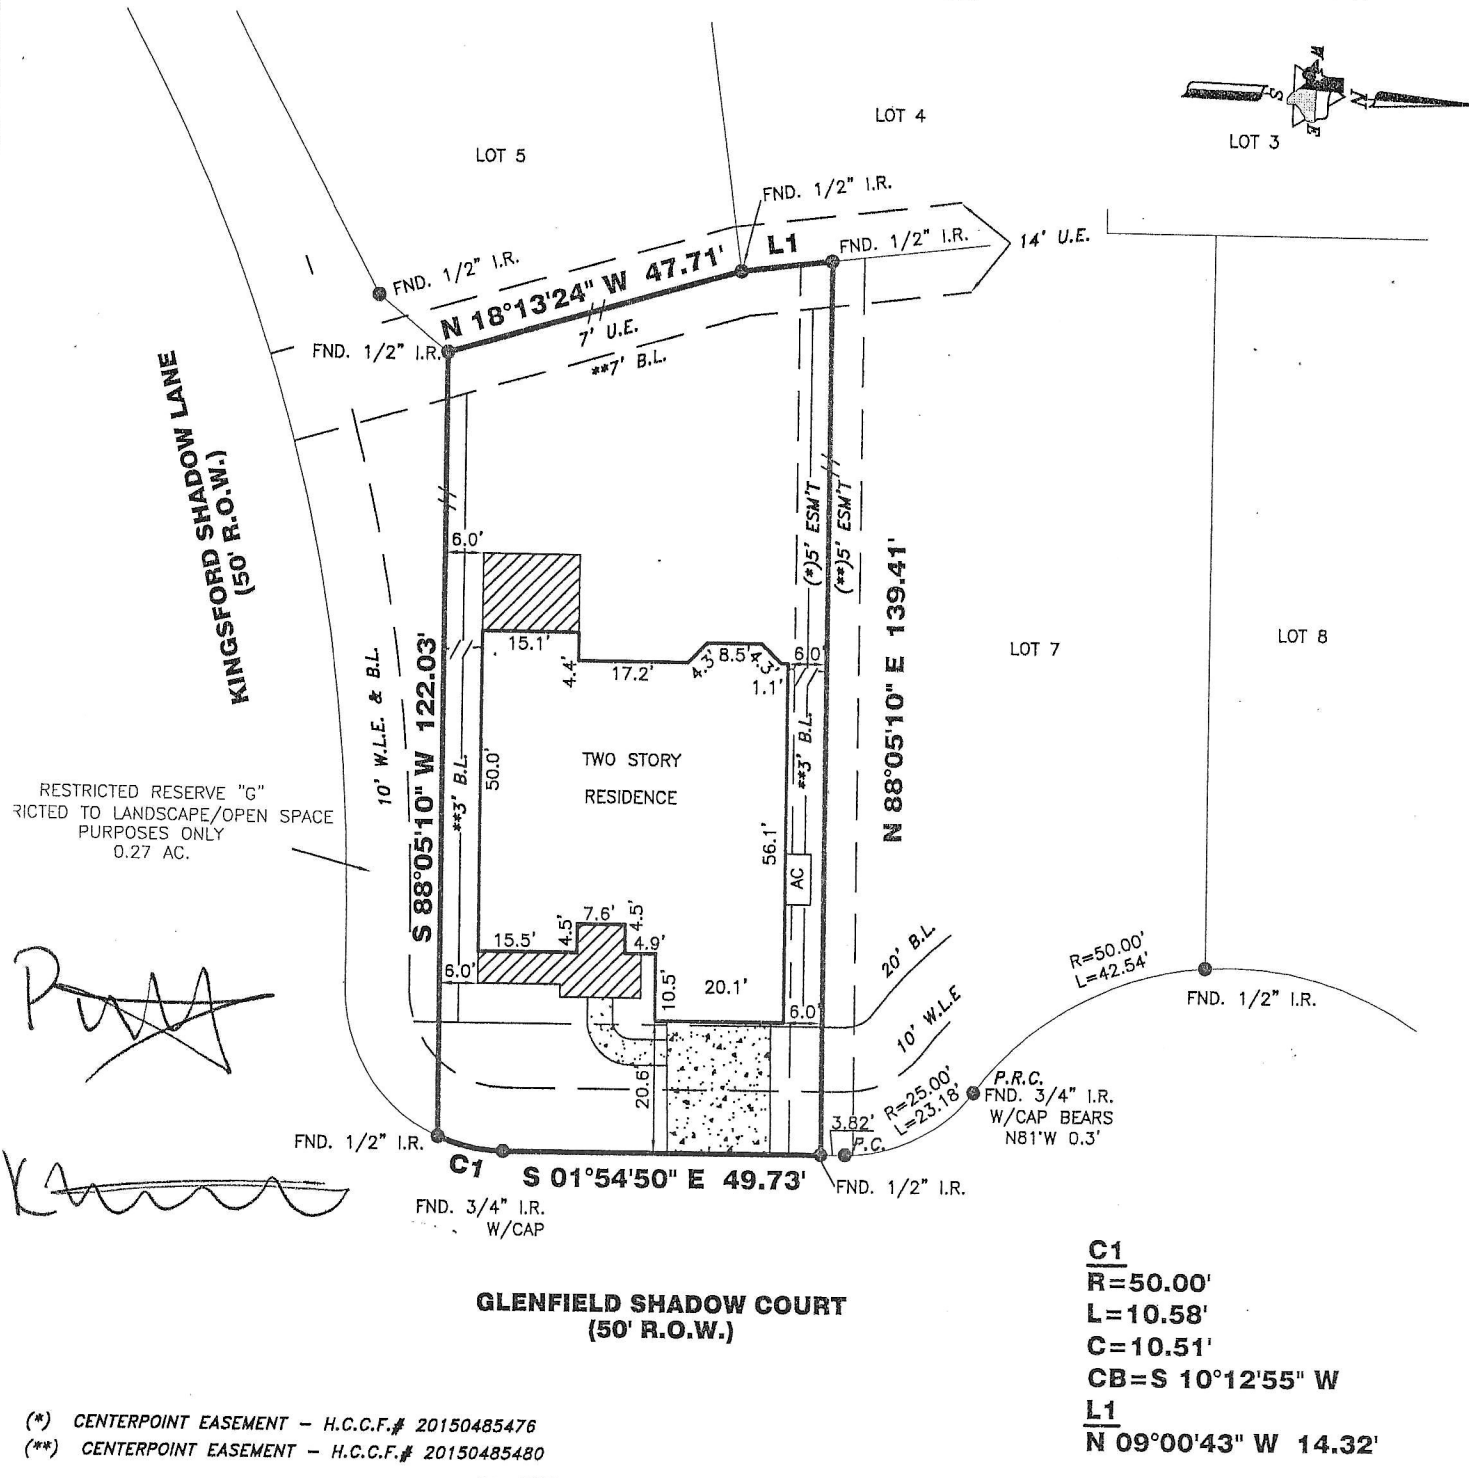 LOT 5
LOT 4
LOT 3
S
N
E
FND. 1/2" I.R.
L1
FND. 1/2" I.R.
14' U.E.
FND. 1/2" I.R.
N 18°13'24" W 47.71'
7' U.E.
**7' B.L.
FND. 1/2" I.R.
KINGSFORD SHADOW LANE
(50' R.O.W.)
10' W.L.E. & B.L.
S 88°05'10" W 122.03'
**3' B.L.
6.0'
15.1'
4.4'
17.2'
4.3'
8.5'
4.3'
1.1'
6.0'
(*)5' ESM'T
(**)5' ESM'T
N 88°05'10" E 139.41'
LOT 7
LOT 8
50.0'
TWO STORY
RESIDENCE
**3' B.L.
56.1'
AC
RESTRICTED RESERVE "G"
RICTED TO LANDSCAPE/OPEN SPACE
PURPOSES ONLY
0.27 AC.
7.6'
4.5'
4.5'
15.5'
4.9'
6.0'
10.5'
20.1'
6.0'
20.6'
20' B.L.
10' W.L.E
R=50.00'
L=42.54'
FND. 1/2" I.R.
R=25.00'
L=23.18'
P.R.C.
FND. 3/4" I.R.
W/CAP BEARS
N81°W 0.3'
3.82'
P.C.
FND. 1/2" I.R.
C1
S 01°54'50" E 49.73'
FND. 1/2" I.R.
FND. 3/4" I.R.
W/CAP
GLENFIELD SHADOW COURT
(50' R.O.W.)
C1
R=50.00'
L=10.58'
C=10.51'
CB=S 10°12'55" W
L1
N 09°00'43" W 14.32'
(*) CENTERPOINT EASEMENT - H.C.C.F.# 20150485476
(**) CENTERPOINT EASEMENT - H.C.C.F.# 20150485480